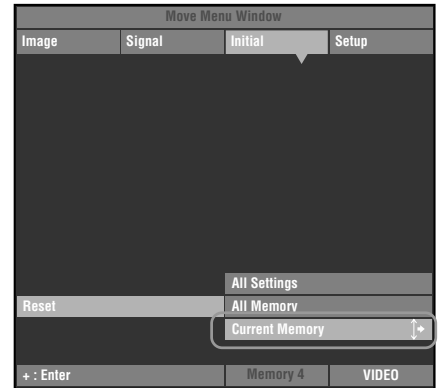 Move Menu Window
Image Signal Initial Setup
All Settings
Reset All Memory
Current Memory
+ : Enter Memory 4 VIDEO